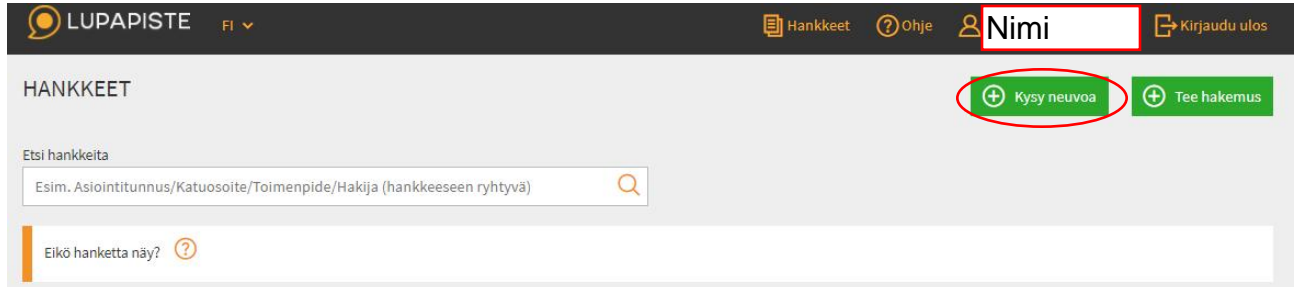 LUPAPISTE FI Hankkeet Ohje Nimi Kirjaudu ulos
HANKKEET Kysy neuvoa Tee hakemus
Etsi hankkeita
Esim. Asiointitunnus/Katuosoite/Toimenpide/Hakija (hankkeeseen ryhtyvä)
Eikö hanketta näy?